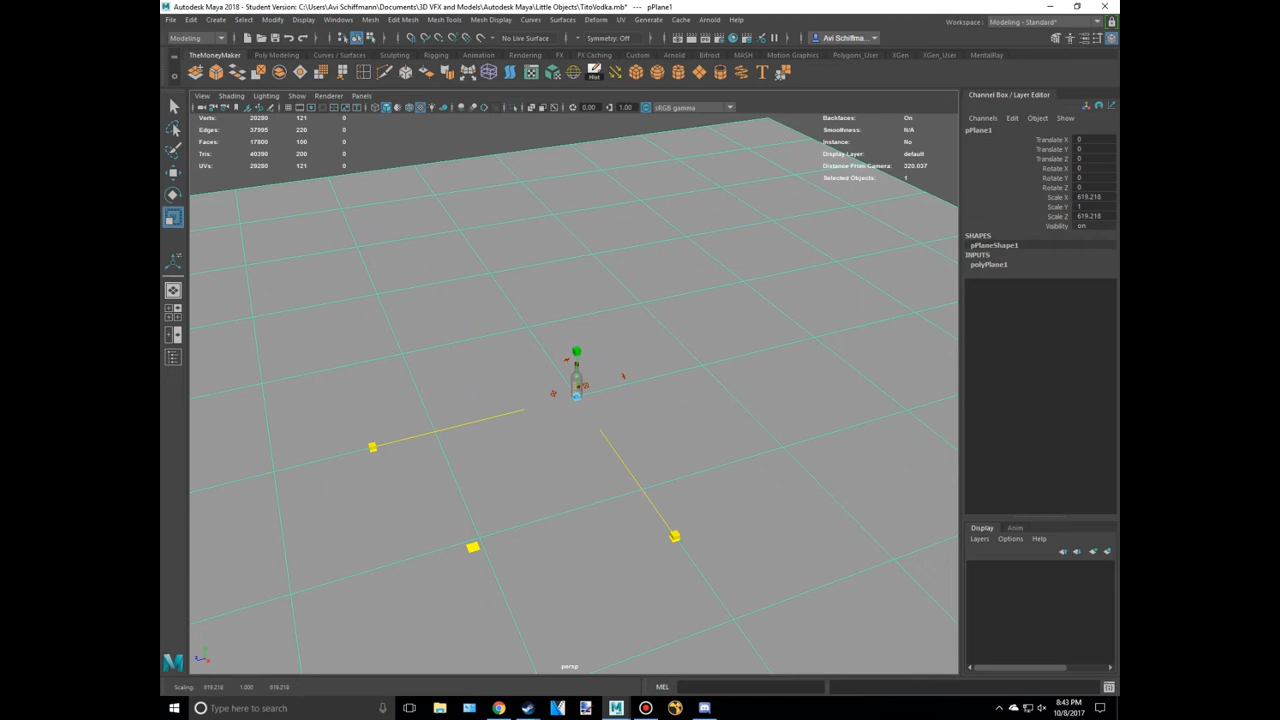 Autodesk Maya 2018 - Student Version: C:\Users\Avi Schiffmann\Documents\3D VFX and Models\Autodesk Maya\Little Objects\TitoVodka.mb* --- pPlane1
File Edit Create Select Modify Display Windows Mesh Edit Mesh Mesh Tools Mesh Display Curves Surfaces Deform UV Generate Cache Arnold Help
Workspace : Modeling - Standard*
Modeling
No Live Surface
Symmetry: Off
Avi Schiffma...
TheMoneyMaker Poly Modeling Curves / Surfaces Sculpting Rigging Animation Rendering FX FX Caching Custom Arnold Bifrost MASH Motion Graphics Polygons_User XGen XGen_User MentalRay
Hist
View Shading Lighting Show Renderer Panels
0.00 1.00 sRGB gamma
Verts: 20280 121 0
Edges: 37995 220 0
Faces: 17800 100 0
Tris: 40390 200 0
UVs: 29280 121 0
Backfaces: On
Smoothness: N/A
Instance: No
Display Layer: default
Distance From Camera: 320.037
Selected Objects: 1
Channel Box / Layer Editor
Channels Edit Object Show
pPlane1
Translate X 0
Translate Y 0
Translate Z 0
Rotate X 0
Rotate Y 0
Rotate Z 0
Scale X 619.218
Scale Y 1
Scale Z 619.218
Visibility on
SHAPES
pPlaneShape1
INPUTS
polyPlane1
Display Anim
Layers Options Help
persp
Scaling: 619.218 1.000 619.218
MEL
Type here to search
8:43 PM
10/8/2017